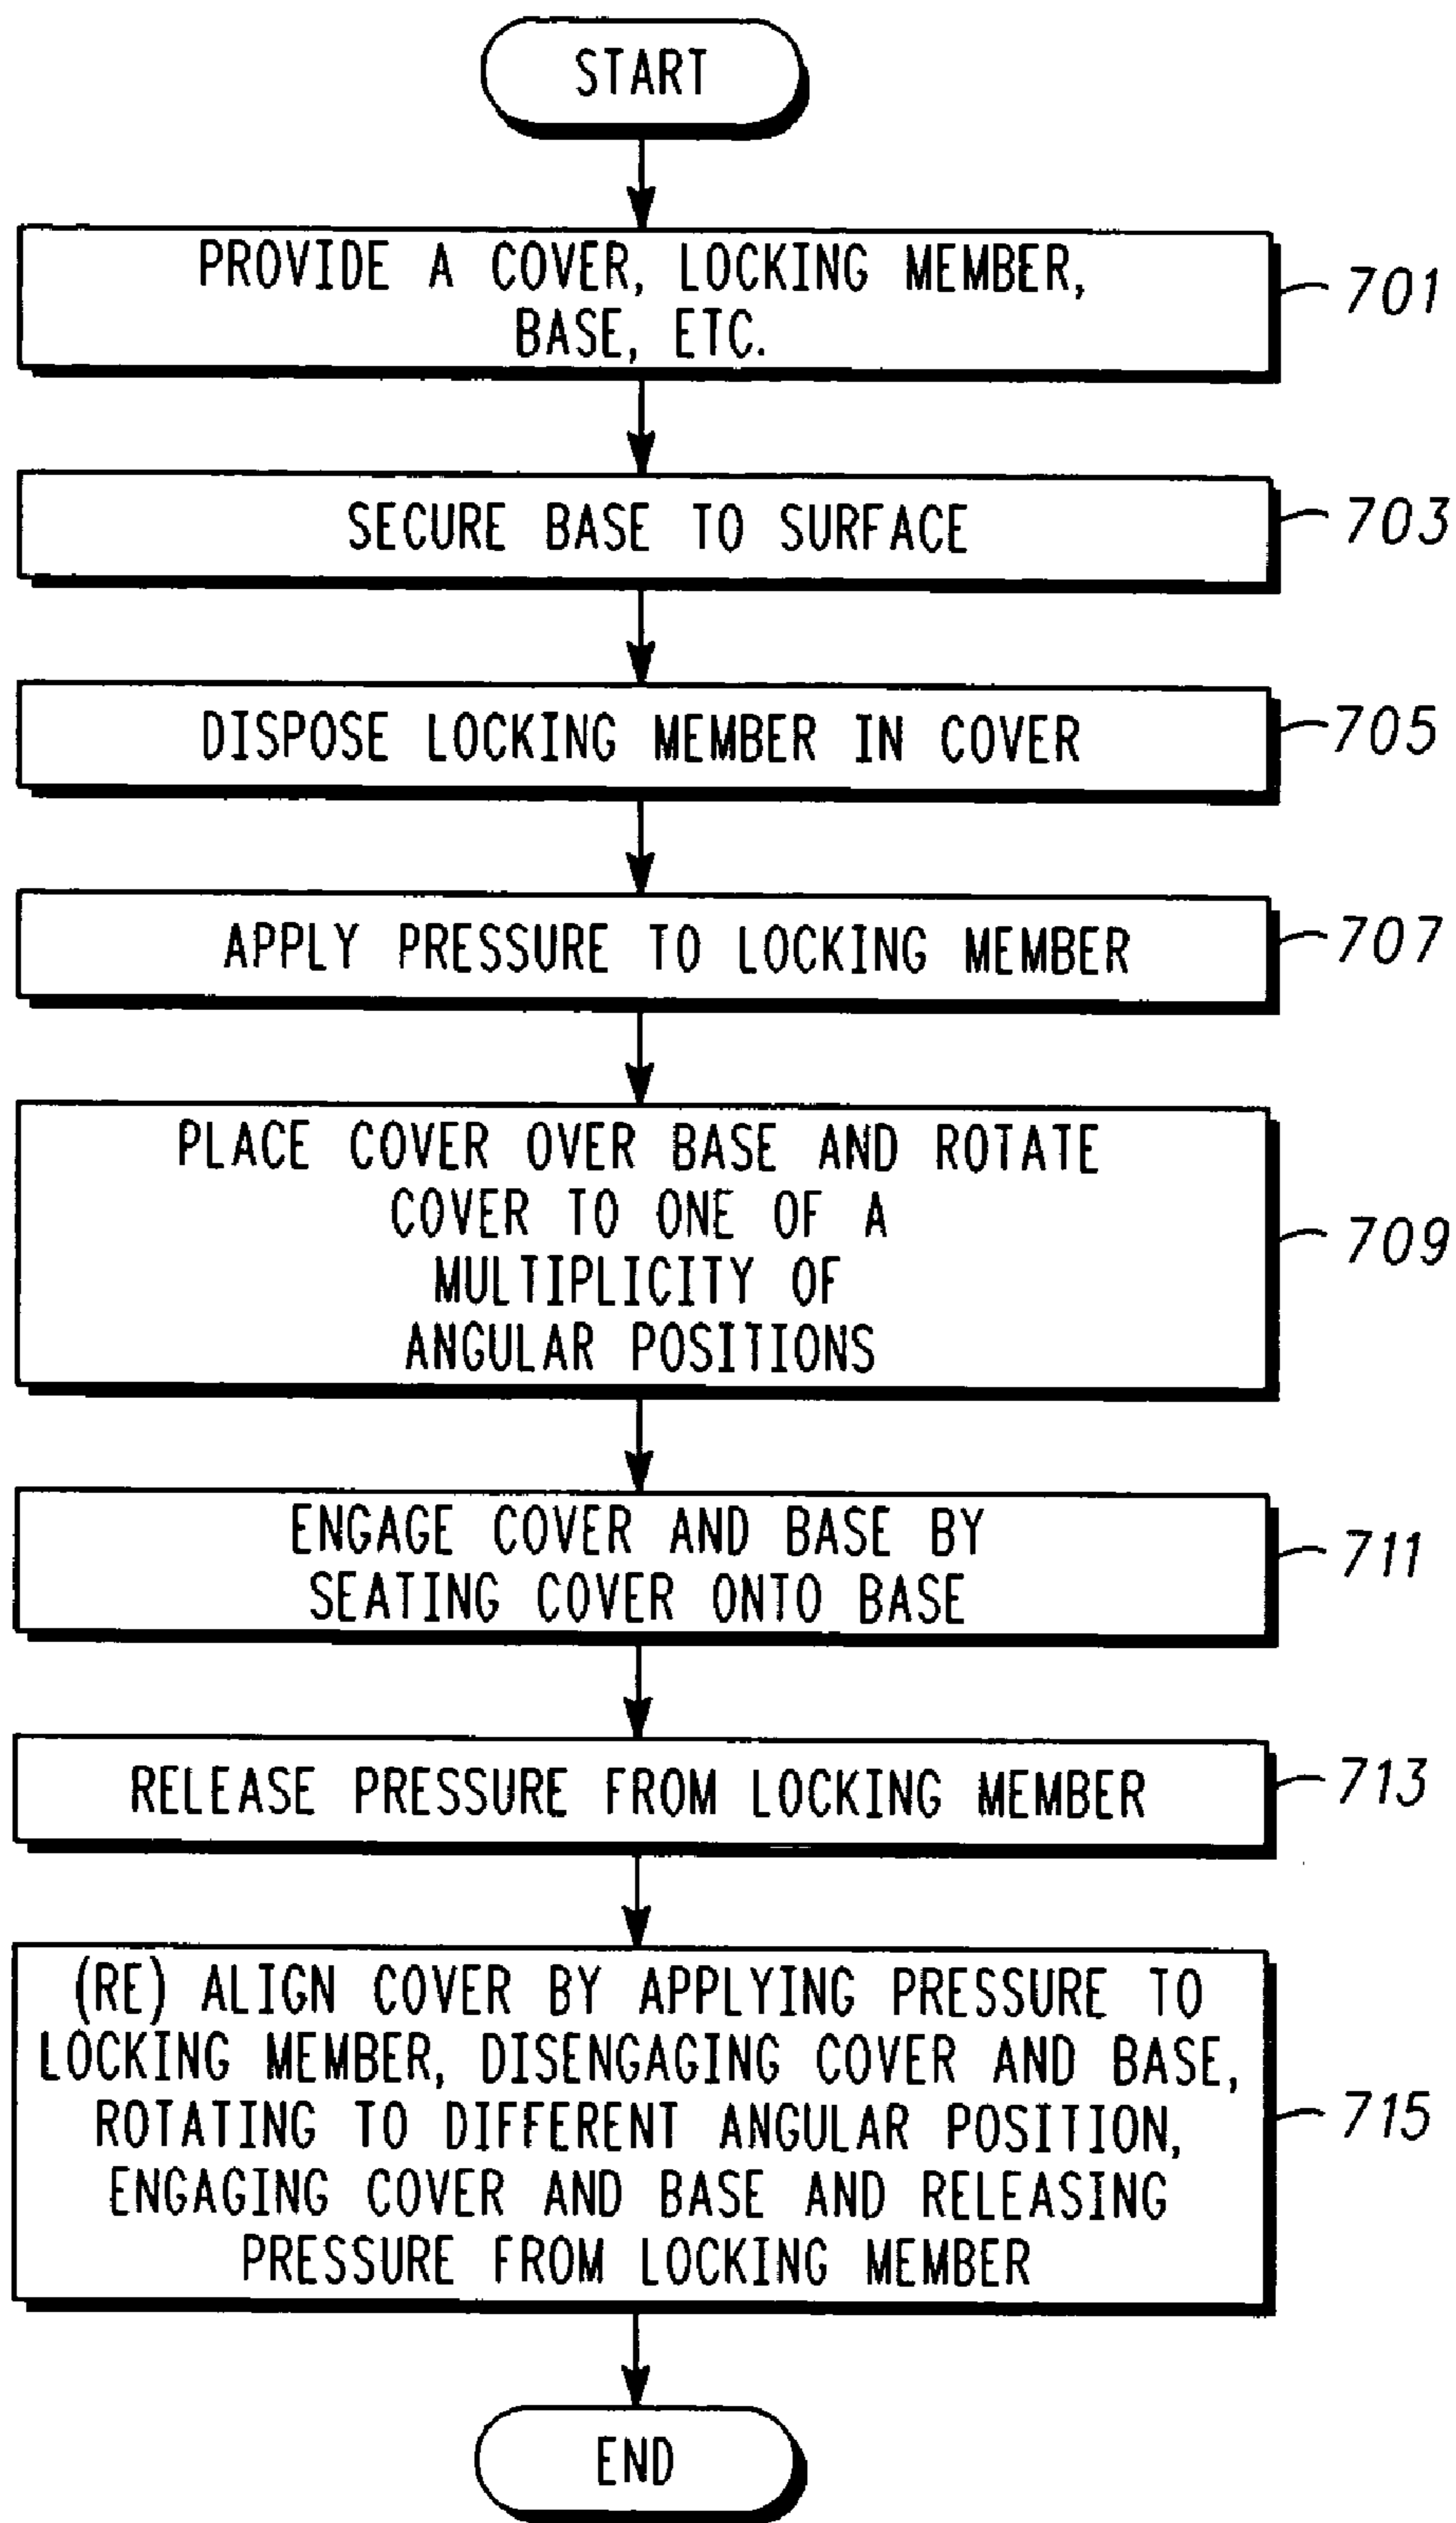 START
PROVIDE A COVER, LOCKING MEMBER,
BASE, ETC.
701
SECURE BASE TO SURFACE
703
DISPOSE LOCKING MEMBER IN COVER
705
APPLY PRESSURE TO LOCKING MEMBER
707
PLACE COVER OVER BASE AND ROTATE
COVER TO ONE OF A
MULTIPLICITY OF
ANGULAR POSITIONS
709
ENGAGE COVER AND BASE BY
SEATING COVER ONTO BASE
711
RELEASE PRESSURE FROM LOCKING MEMBER
713
(RE) ALIGN COVER BY APPLYING PRESSURE TO
LOCKING MEMBER, DISENGAGING COVER AND BASE,
ROTATING TO DIFFERENT ANGULAR POSITION,
ENGAGING COVER AND BASE AND RELEASING
PRESSURE FROM LOCKING MEMBER
715
END